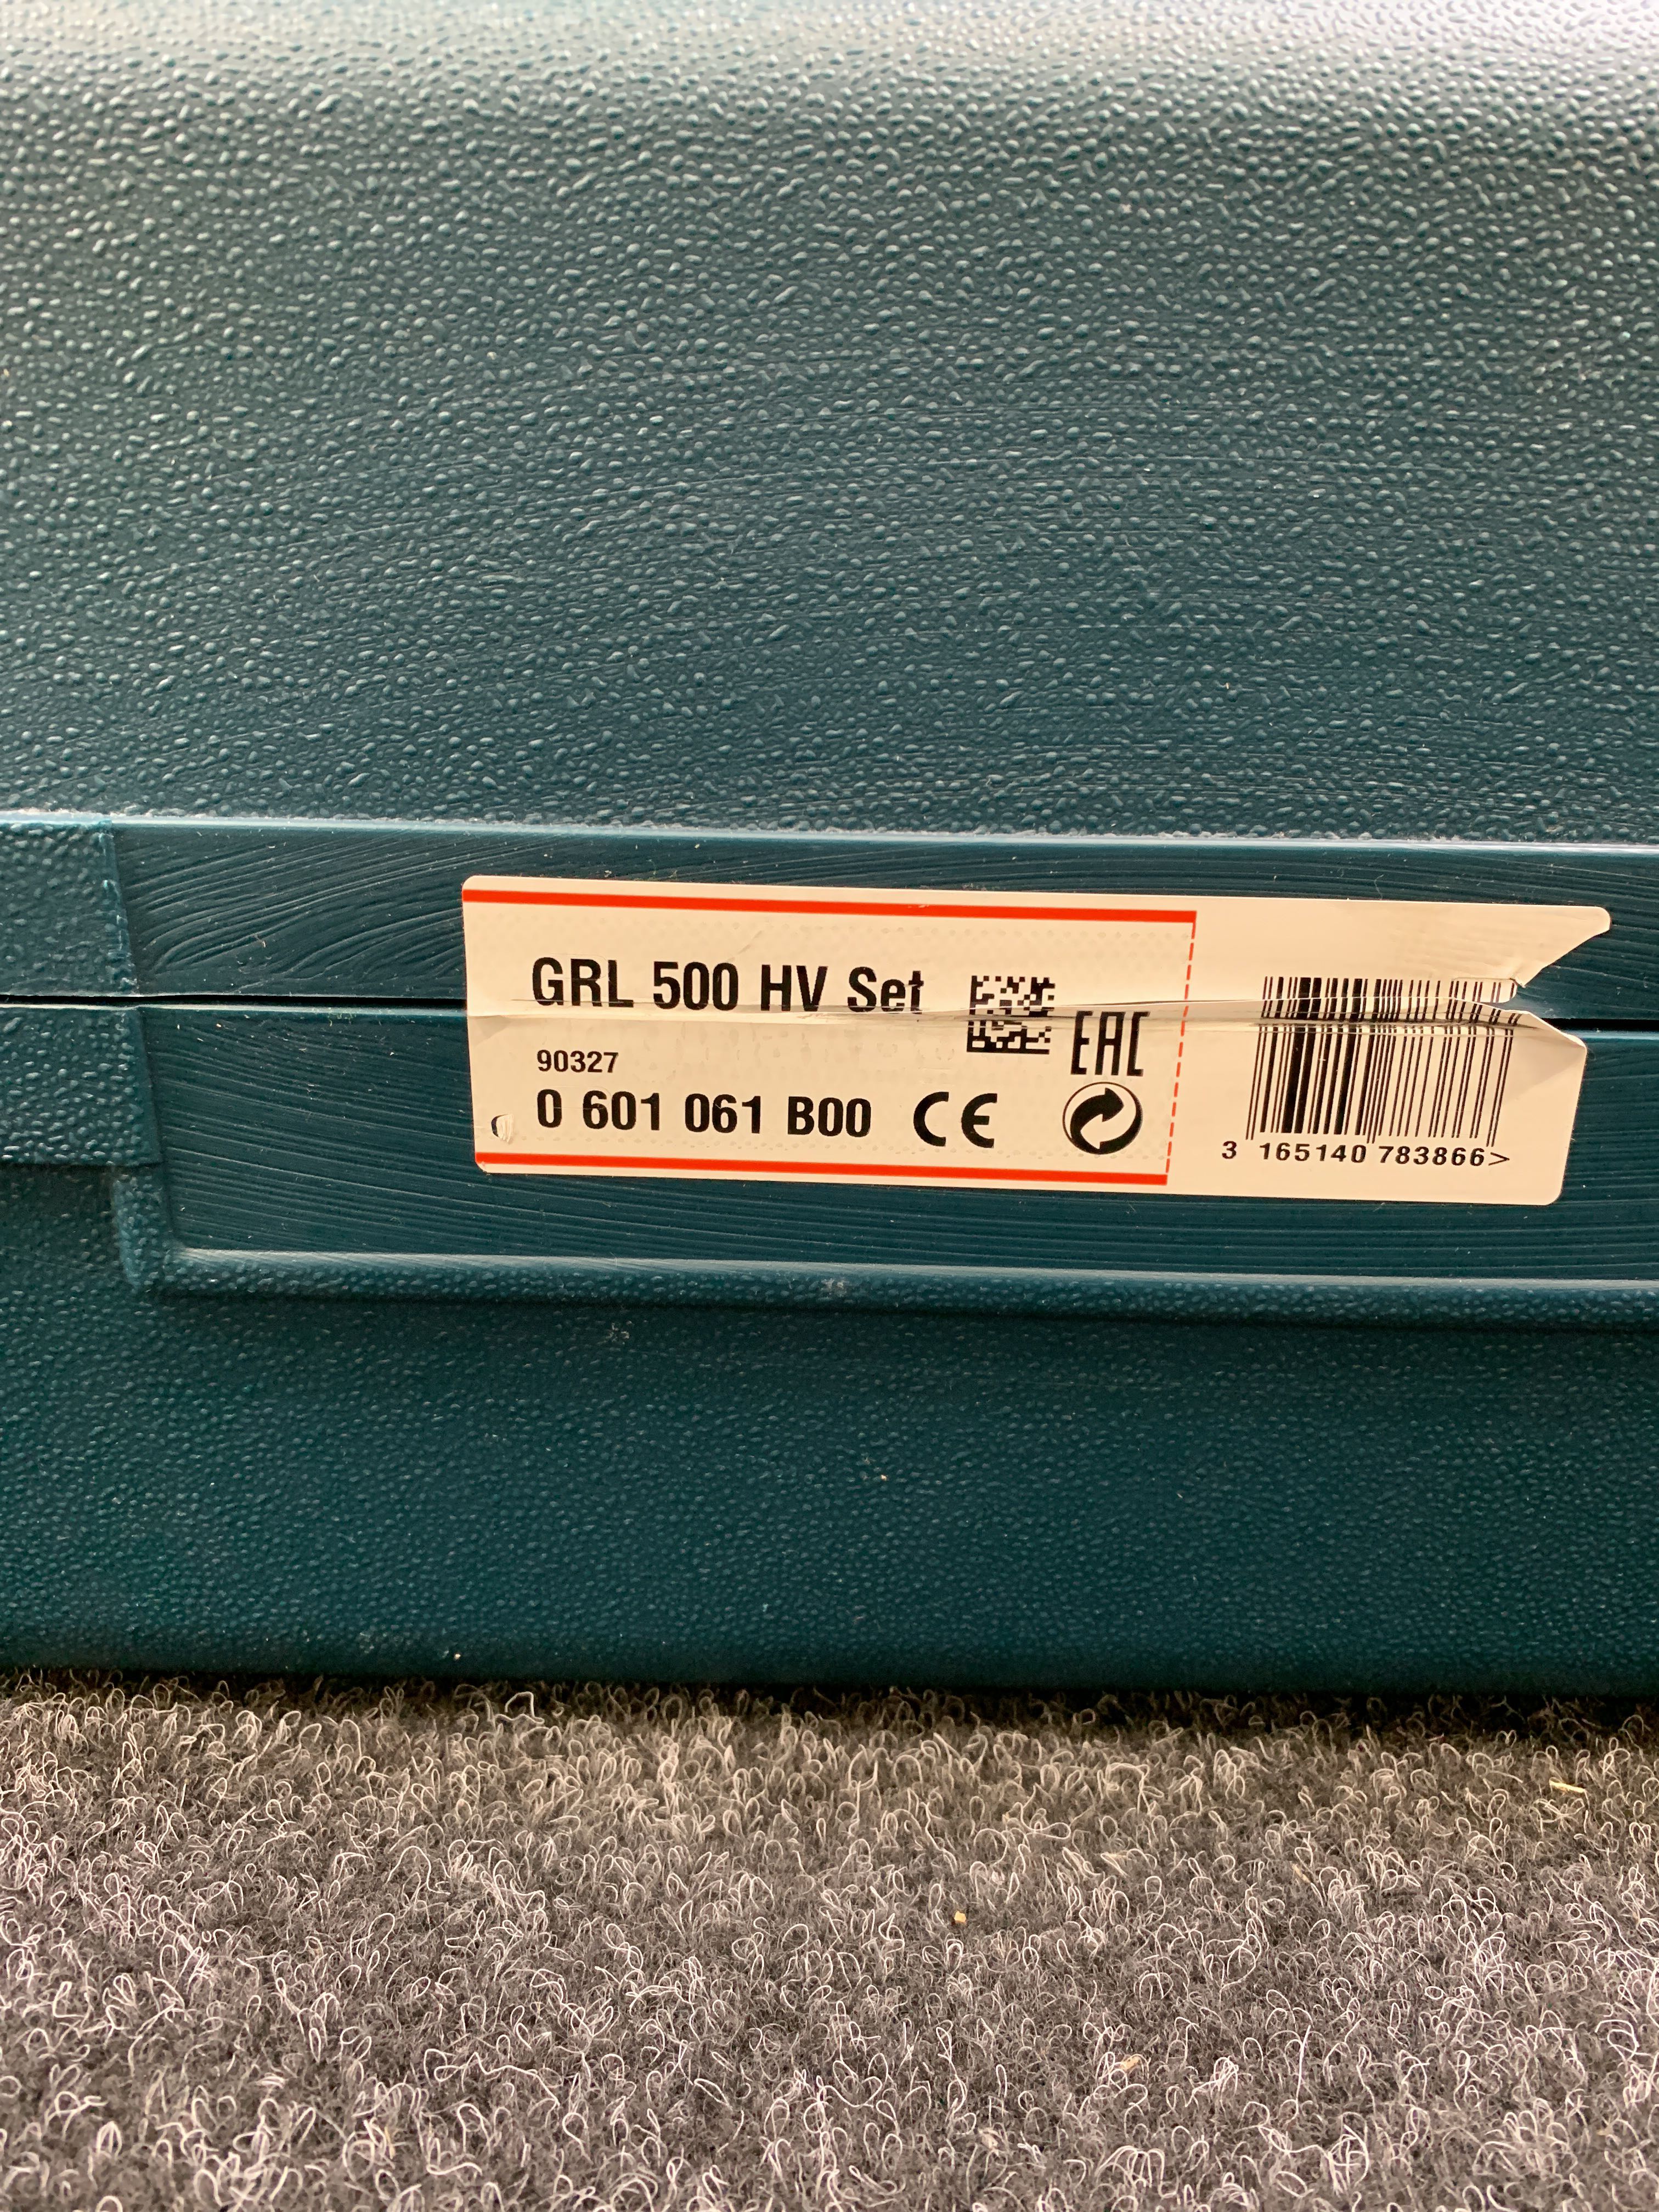 GRL 500 HV Set
EAC
90327
0 601 061 B00 CE
3 165140 783866>